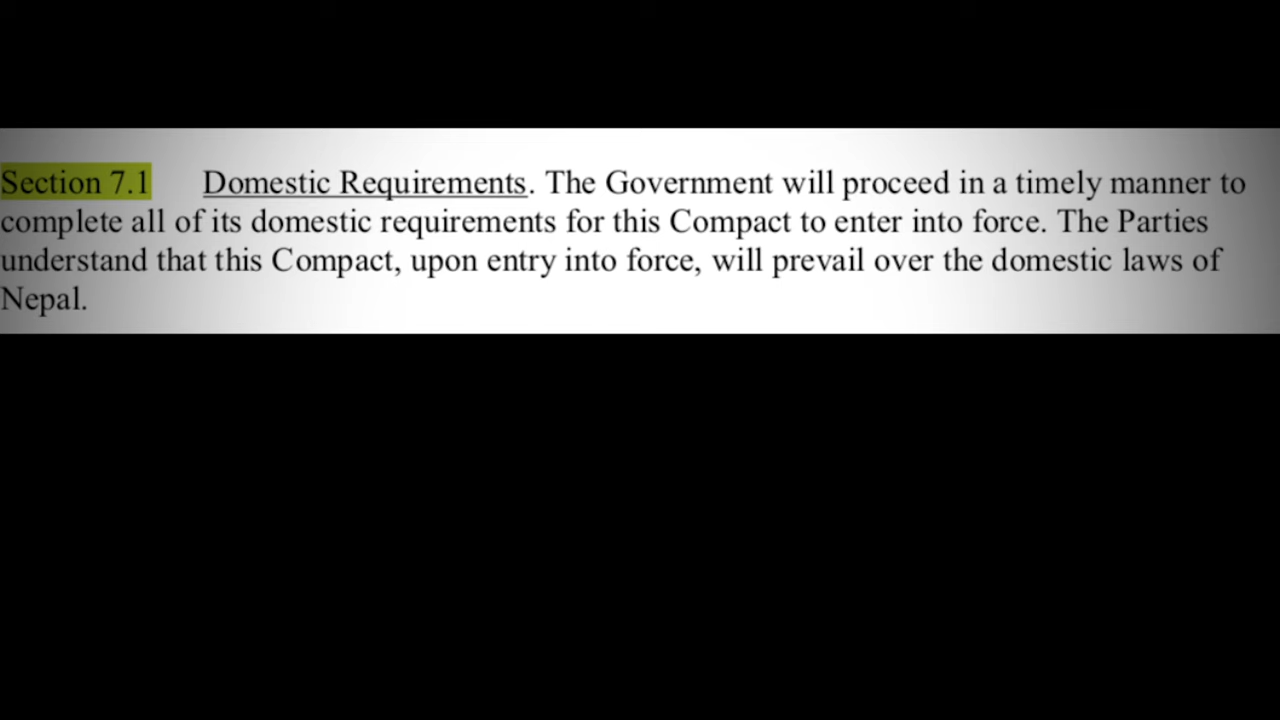 Section 7.1 Domestic Requirements. The Government will proceed in a timely manner to
complete all of its domestic requirements for this Compact to enter into force. The Parties
understand that this Compact, upon entry into force, will prevail over the domestic laws of
Nepal.